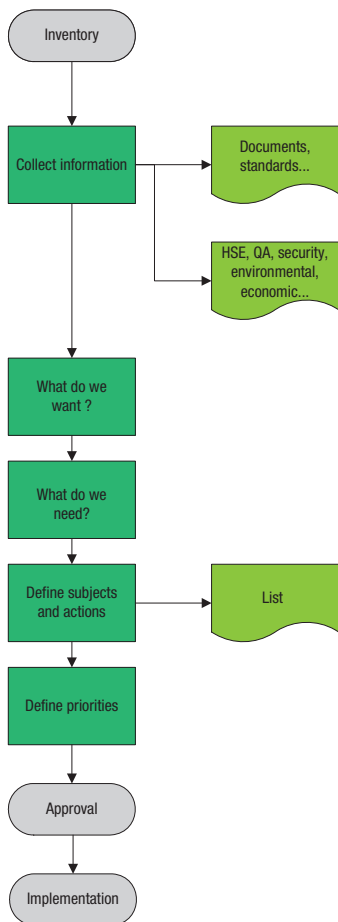 Inventory
Collect information
Documents,
standards...
HSE, QA, security,
environmental,
economic...
What do we
want ?
What do we
need?
Define subjects
and actions
List
Define priorities
Approval
Implementation